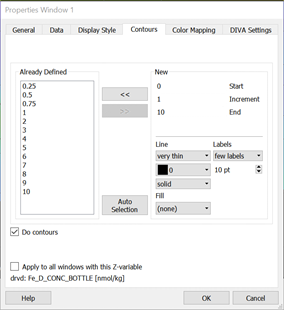 Properties Window 1
General Data Display Style Contours Color Mapping DIVA Settings
Already Defined
0.25
0.5
0.75
1
2
3
4
5
6
7
8
9
10
<<
>>
Auto Selection
New
0 Start
1 Increment
10 End
Line Labels
very thin few labels
0 10 pt
solid
Fill
(none)
Do contours
Apply to all windows with this Z-variable
drvd: Fe_D_CONC_BOTTLE [nmol/kg]
Help OK Cancel